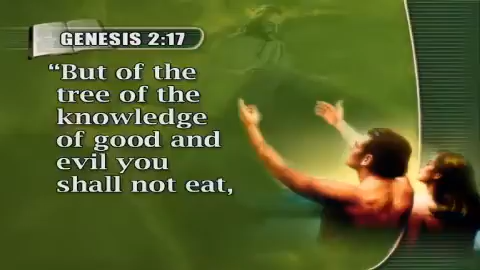 GENESIS 2:17
“But of the
tree of the
knowledge
of good and
evil you
shall not eat,